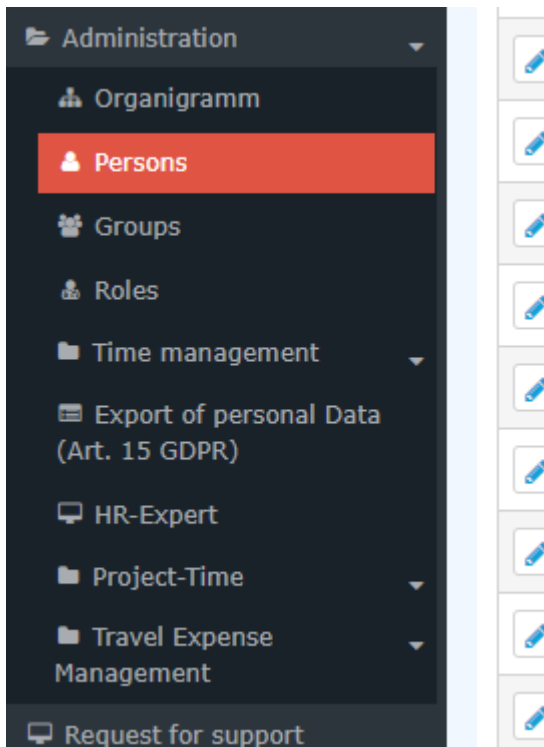 Administration
Organigramm
Persons
Groups
Roles
Time management
Export of personal Data
(Art. 15 GDPR)
HR-Expert
Project-Time
Travel Expense
Management
Request for support